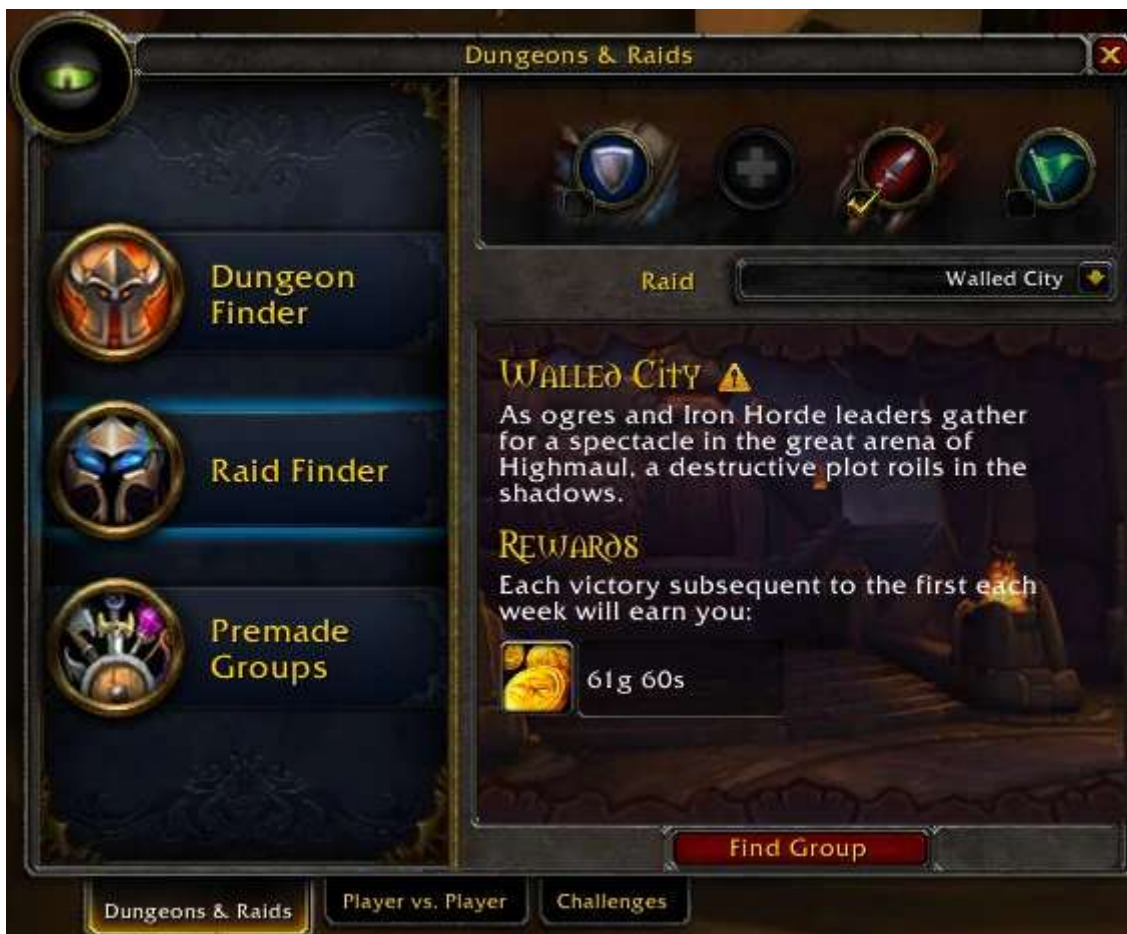 Dungeons & Raids
Dungeon
Finder
Raid Finder
Premade
Groups
Raid
Walled City
Walled City
As ogres and Iron Horde leaders gather
for a spectacle in the great arena of
Highmaul, a destructive plot roils in the
shadows.
Rewards
Each victory subsequent to the first each
week will earn you:
61g 60s
Find Group
Dungeons & Raids
Player vs. Player
Challenges